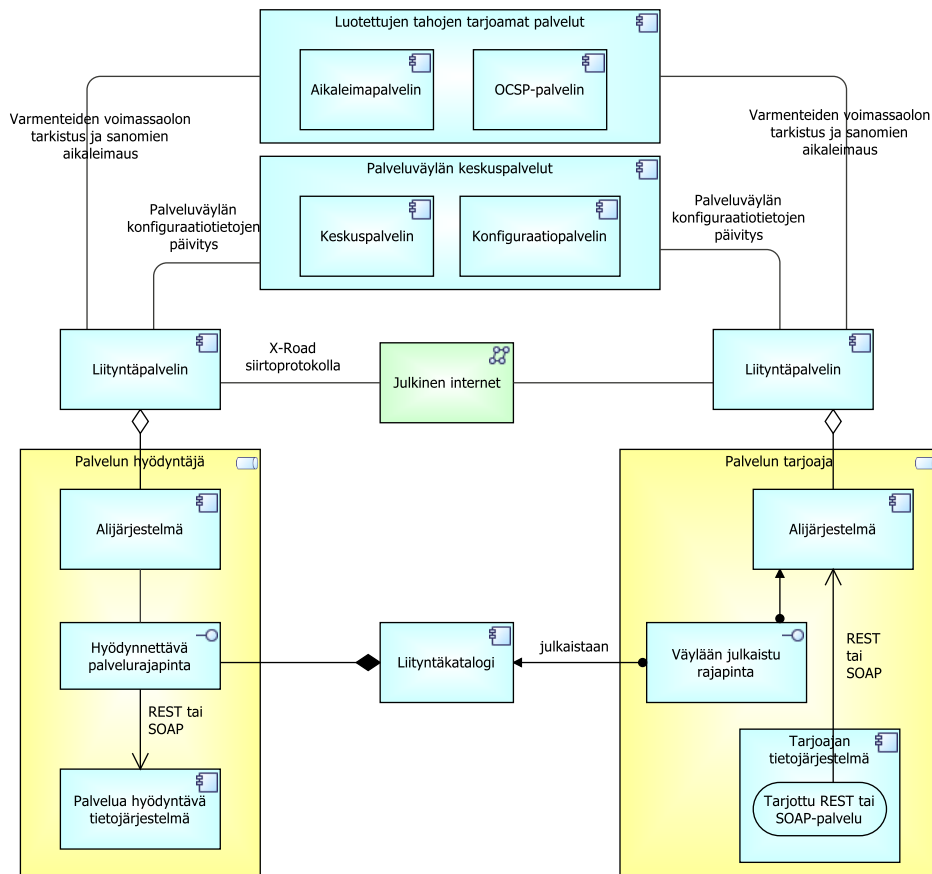 Luotettujen tahojen tarjoamat palvelut
Aikaleimapalvelin
OCSP-palvelin
Varmenteiden voimassaolon
tarkistus ja sanomien
aikaleimaus
Varmenteiden voimassaolon
tarkistus ja sanomien
aikaleimaus
Palveluväylän keskuspalvelut
Keskuspalvelin
Konfiguraatiopalvelin
Palveluväylän
konfiguraatiotietojen
päivitys
Palveluväylän
konfiguraatiotietojen
päivitys
Liityntäpalvelin
X-Road
siirtoprotokolla
Julkinen internet
Liityntäpalvelin
Palvelun hyödyntäjä
Palvelun tarjoaja
Alijärjestelmä
Alijärjestelmä
Hyödynnettävä
palvelurajapinta
Liityntäkatalogi
julkaistaan
Väylään julkaistu
rajapinta
REST
tai
SOAP
REST tai
SOAP
Palvelua hyödyntävä
tietojärjestelmä
Tarjoajan
tietojärjestelmä
Tarjottu REST tai
SOAP-palvelu